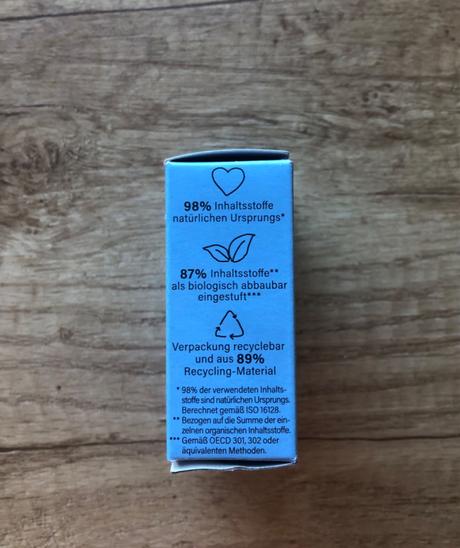 98% Inhaltsstoffe
natürlichen Ursprungs*
87% Inhaltsstoffe**
als biologisch abbaubar
eingestuft***
Verpackung recyclebar
und aus 89%
Recycling-Material
* 98% der verwendeten Inhalts-
stoffe sind natürlichen Ursprungs.
Berechnet gemäß ISO 16128.
** Bezogen auf die Summe der ein-
zelnen organischen Inhaltsstoffe.
*** Gemäß OECD 301, 302 oder
äquivalenten Methoden.